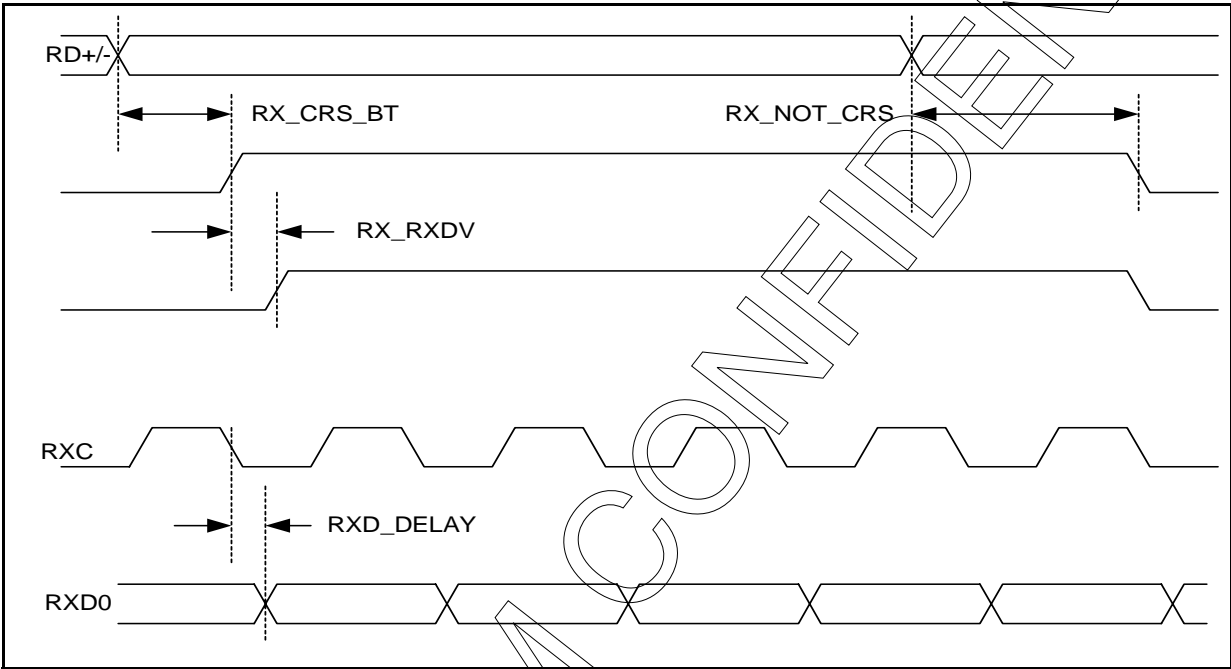 RD+/-
RX_CRS_BT
RX_NOT_CRS
RX_RXDV
RXC
RXD_DELAY
RXD0
CONFIDEN